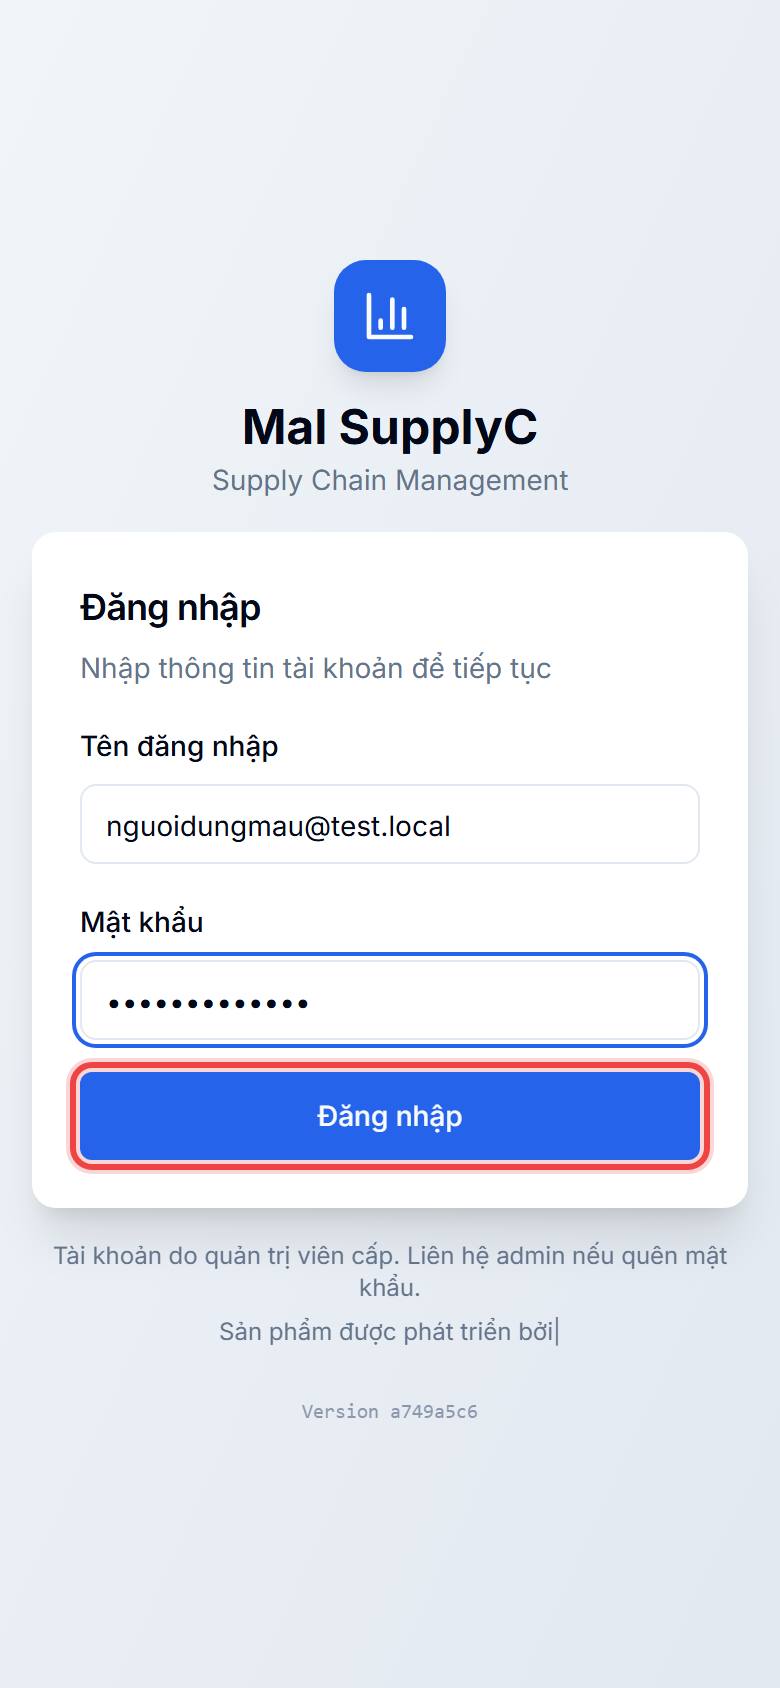 Mal SupplyC
Supply Chain Management
Đăng nhập
Nhập thông tin tài khoản để tiếp tục
Tên đăng nhập
nguoidungmau@test.local
Mật khẩu
•••••••••••••
Đăng nhập
Tài khoản do quản trị viên cấp. Liên hệ admin nếu quên mật
khẩu.
Sản phẩm được phát triển bởi|
Version a749a5c6